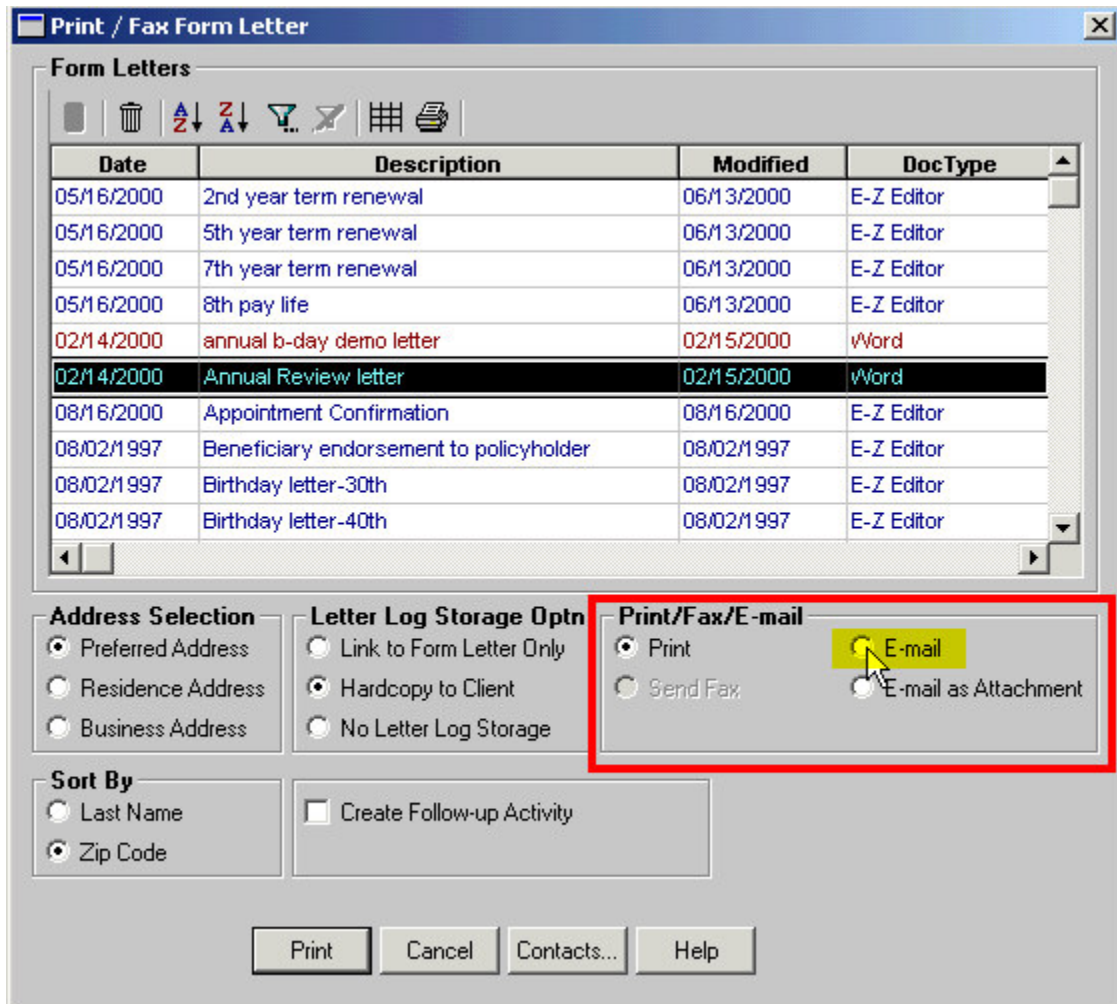 Print / Fax Form Letter
Form Letters
Date Description Modified DocType
05/16/2000 2nd year term renewal 06/13/2000 E-Z Editor
05/16/2000 5th year term renewal 06/13/2000 E-Z Editor
05/16/2000 7th year term renewal 06/13/2000 E-Z Editor
05/16/2000 8th pay life 06/13/2000 E-Z Editor
02/14/2000 annual b-day demo letter 02/15/2000 Word
02/14/2000 Annual Review letter 02/15/2000 Word
08/16/2000 Appointment Confirmation 08/16/2000 E-Z Editor
08/02/1997 Beneficiary endorsement to policyholder 08/02/1997 E-Z Editor
08/02/1997 Birthday letter-30th 08/02/1997 E-Z Editor
08/02/1997 Birthday letter-40th 08/02/1997 E-Z Editor
Address Selection Letter Log Storage Optn Print/Fax/E-mail
Preferred Address Link to Form Letter Only Print E-mail
Residence Address Hardcopy to Client Send Fax E-mail as Attachment
Business Address No Letter Log Storage
Sort By
Last Name Create Follow-up Activity
Zip Code
Print Cancel Contacts... Help